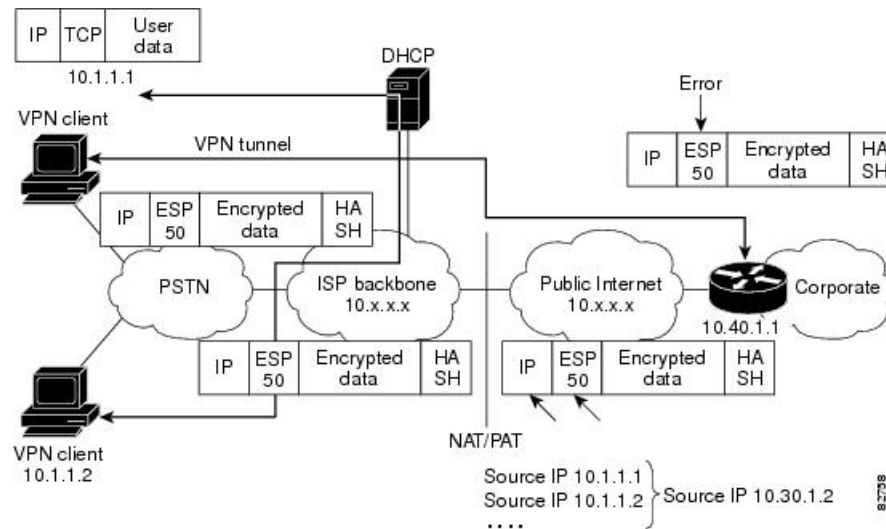 IP TCP User data
10.1.1.1
DHCP
VPN client
VPN tunnel
Error
IP ESP 50 Encrypted data HA SH
IP ESP 50 Encrypted data HA SH
PSTN
ISP backbone
10.x.x.x
Public Internet
10.x.x.x
Corporate
10.40.1.1
IP ESP 50 Encrypted data HA SH
IP ESP 50 Encrypted data HA SH
VPN client
10.1.1.2
NAT/PAT
Source IP 10.1.1.1
Source IP 10.1.1.2
Source IP 10.30.1.2
....
82758